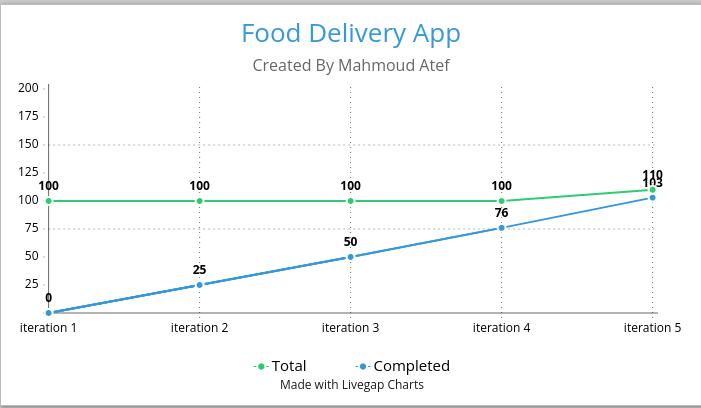 Food Delivery App
Created By Mahmoud Atef
200
175
150
125
100
75
50
25
100 100 100 100 110
103
76
50
25
0
iteration 1 iteration 2 iteration 3 iteration 4 iteration 5
Total Completed
Made with Livegap Charts